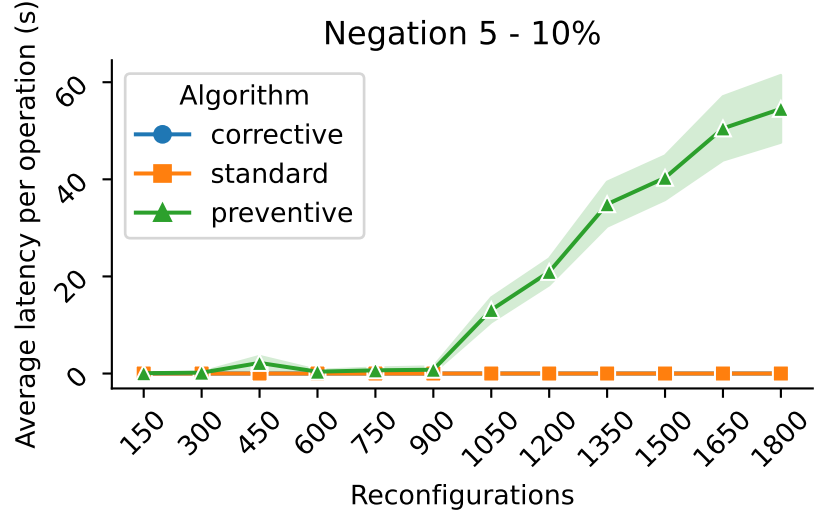 Negation 5 - 10%
Average latency per operation (s)
60
40
20
0
Algorithm
corrective
standard
preventive
150 300 450 600 750 900 1050 1200 1350 1500 1650 1800
Reconfigurations